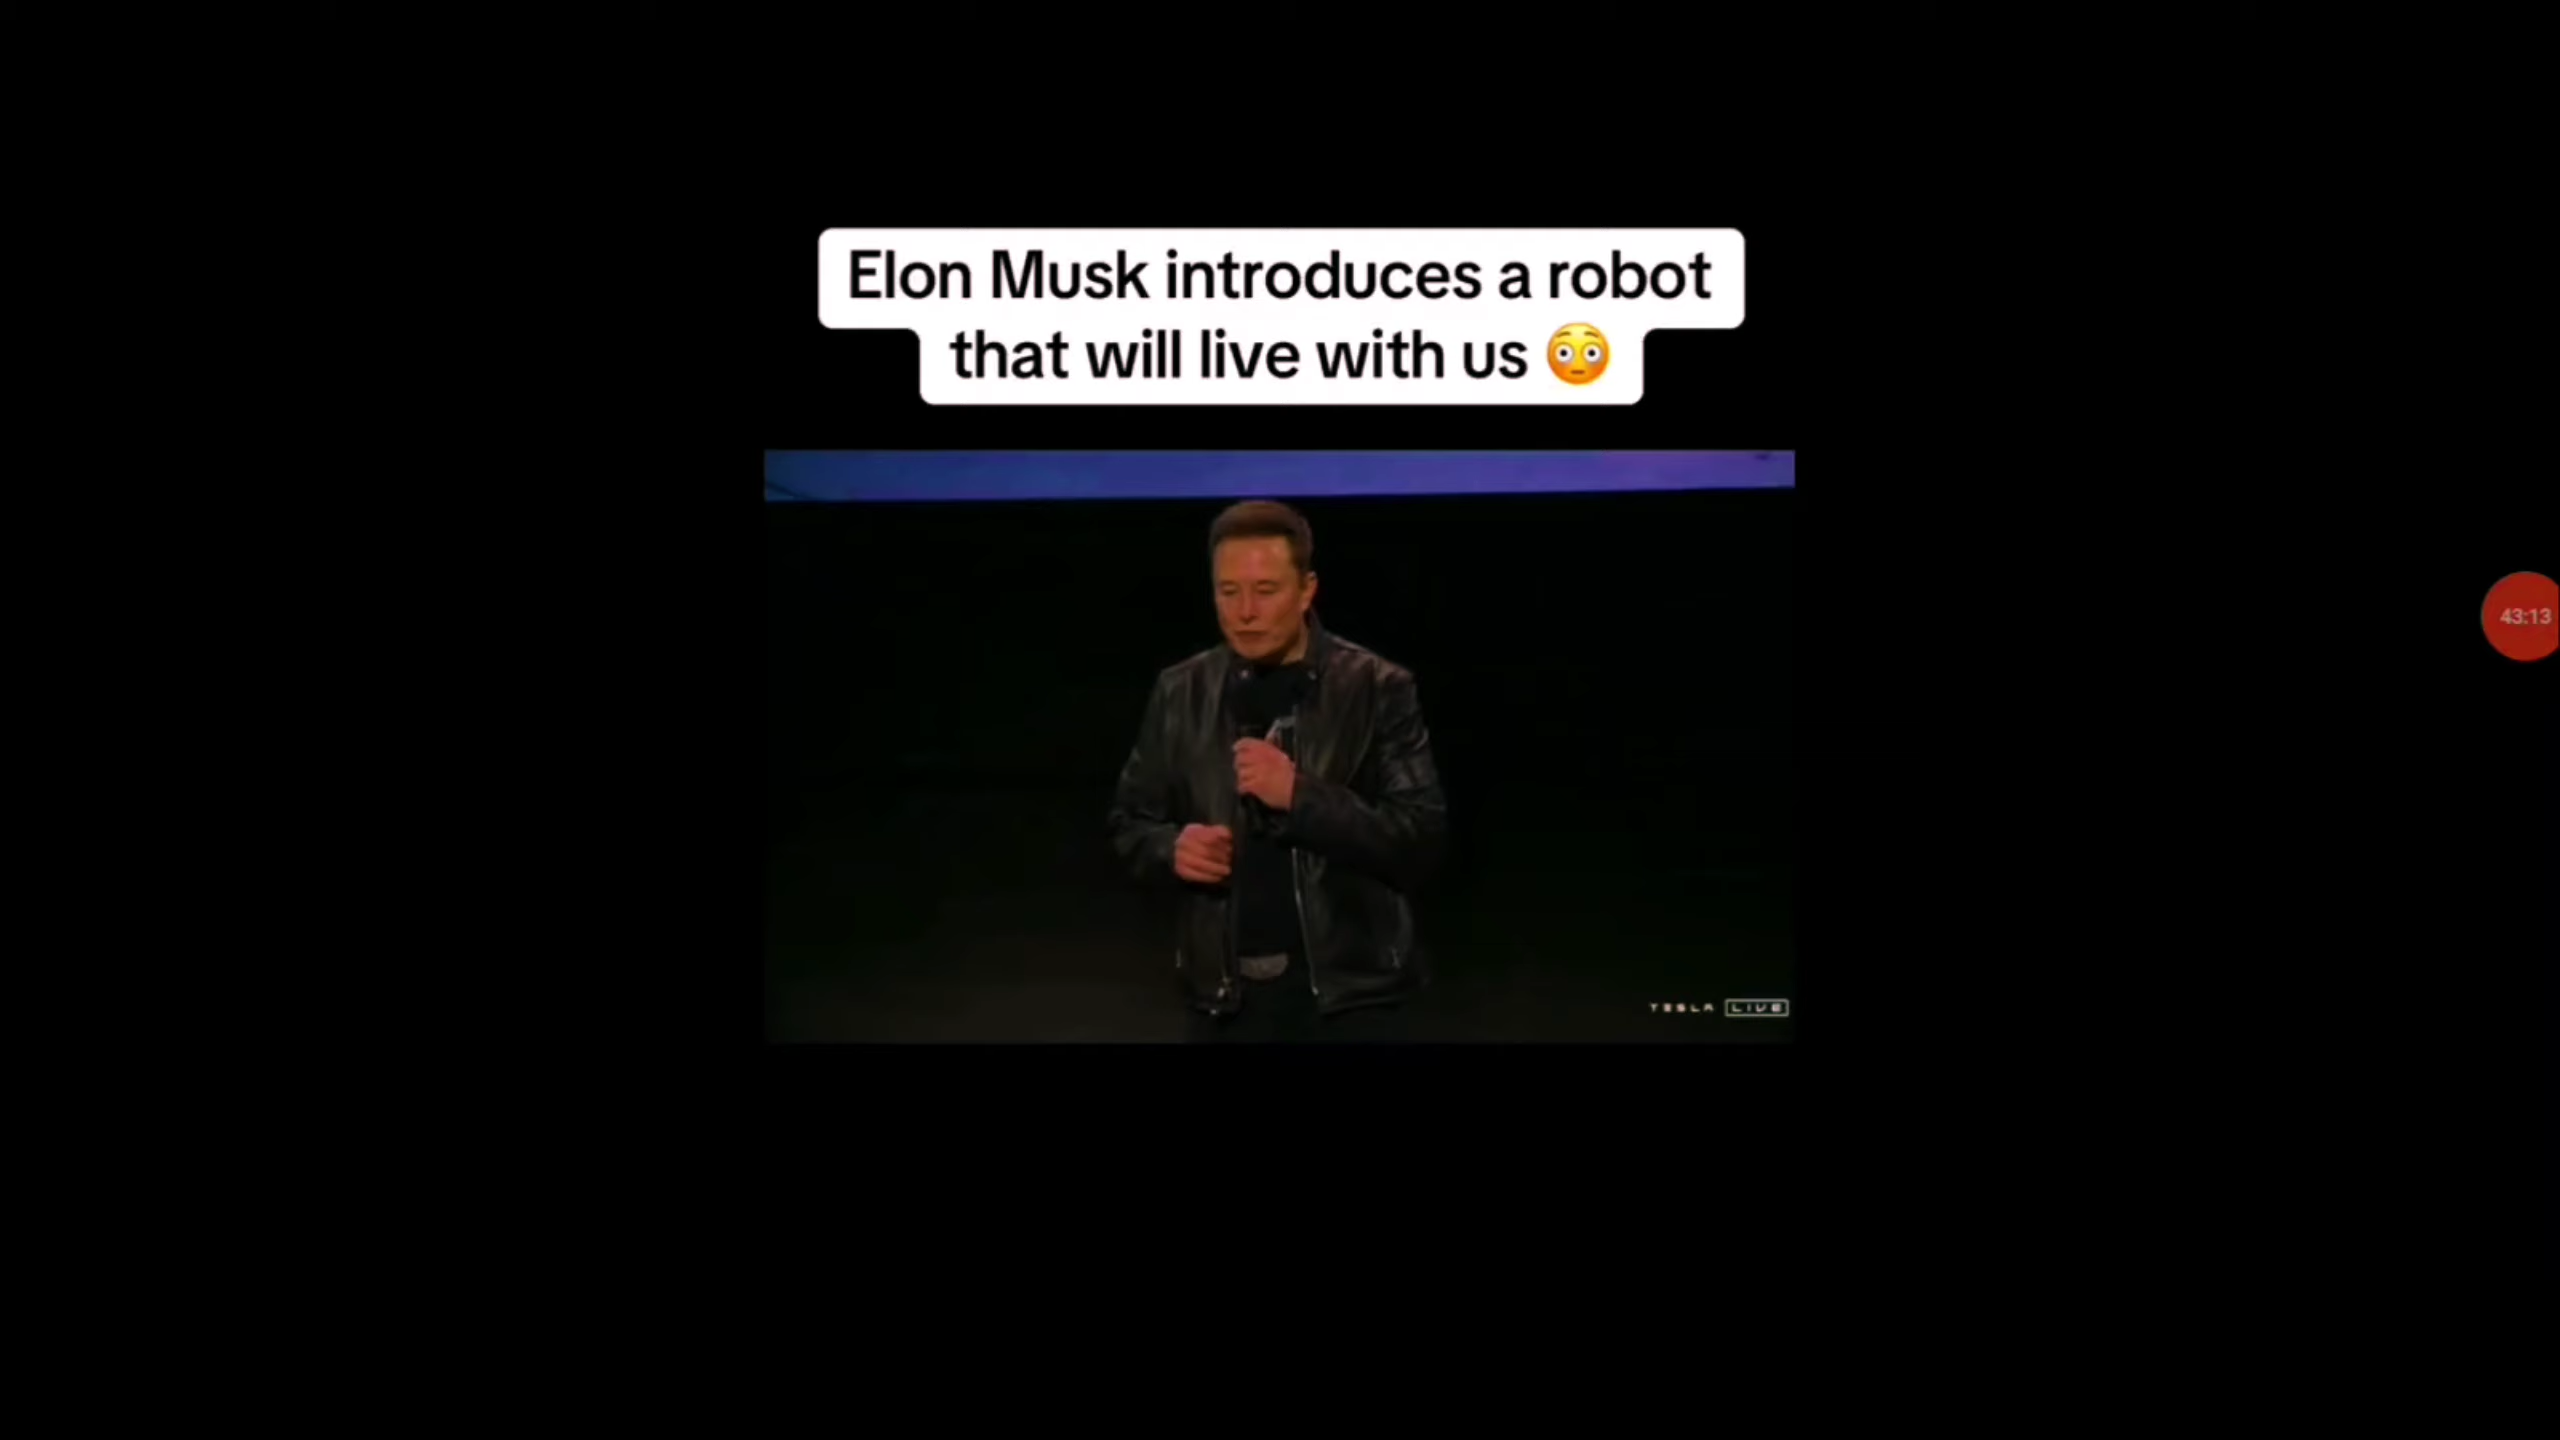 Elon Musk introduces a robot
that will live with us 😳
43:13
TESLA LIVE